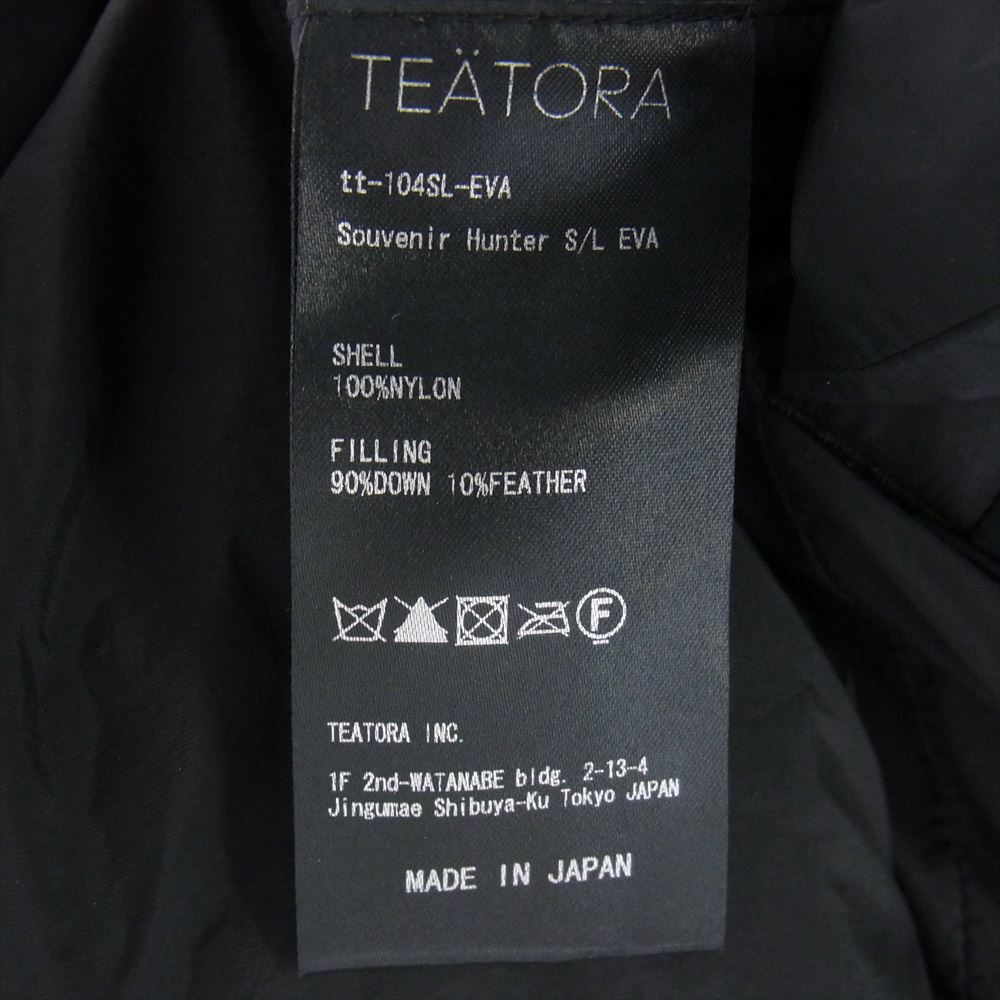 TEÄTORA
tt-104SL-EVA
Souvenir Hunter S/L EVA
SHELL
100%NYLON
FILLING
90%DOWN 10%FEATHER
F
TEATORA INC.
1F 2nd-WATANABE bldg. 2-13-4
Jingumae Shibuya-Ku Tokyo JAPAN
MADE IN JAPAN